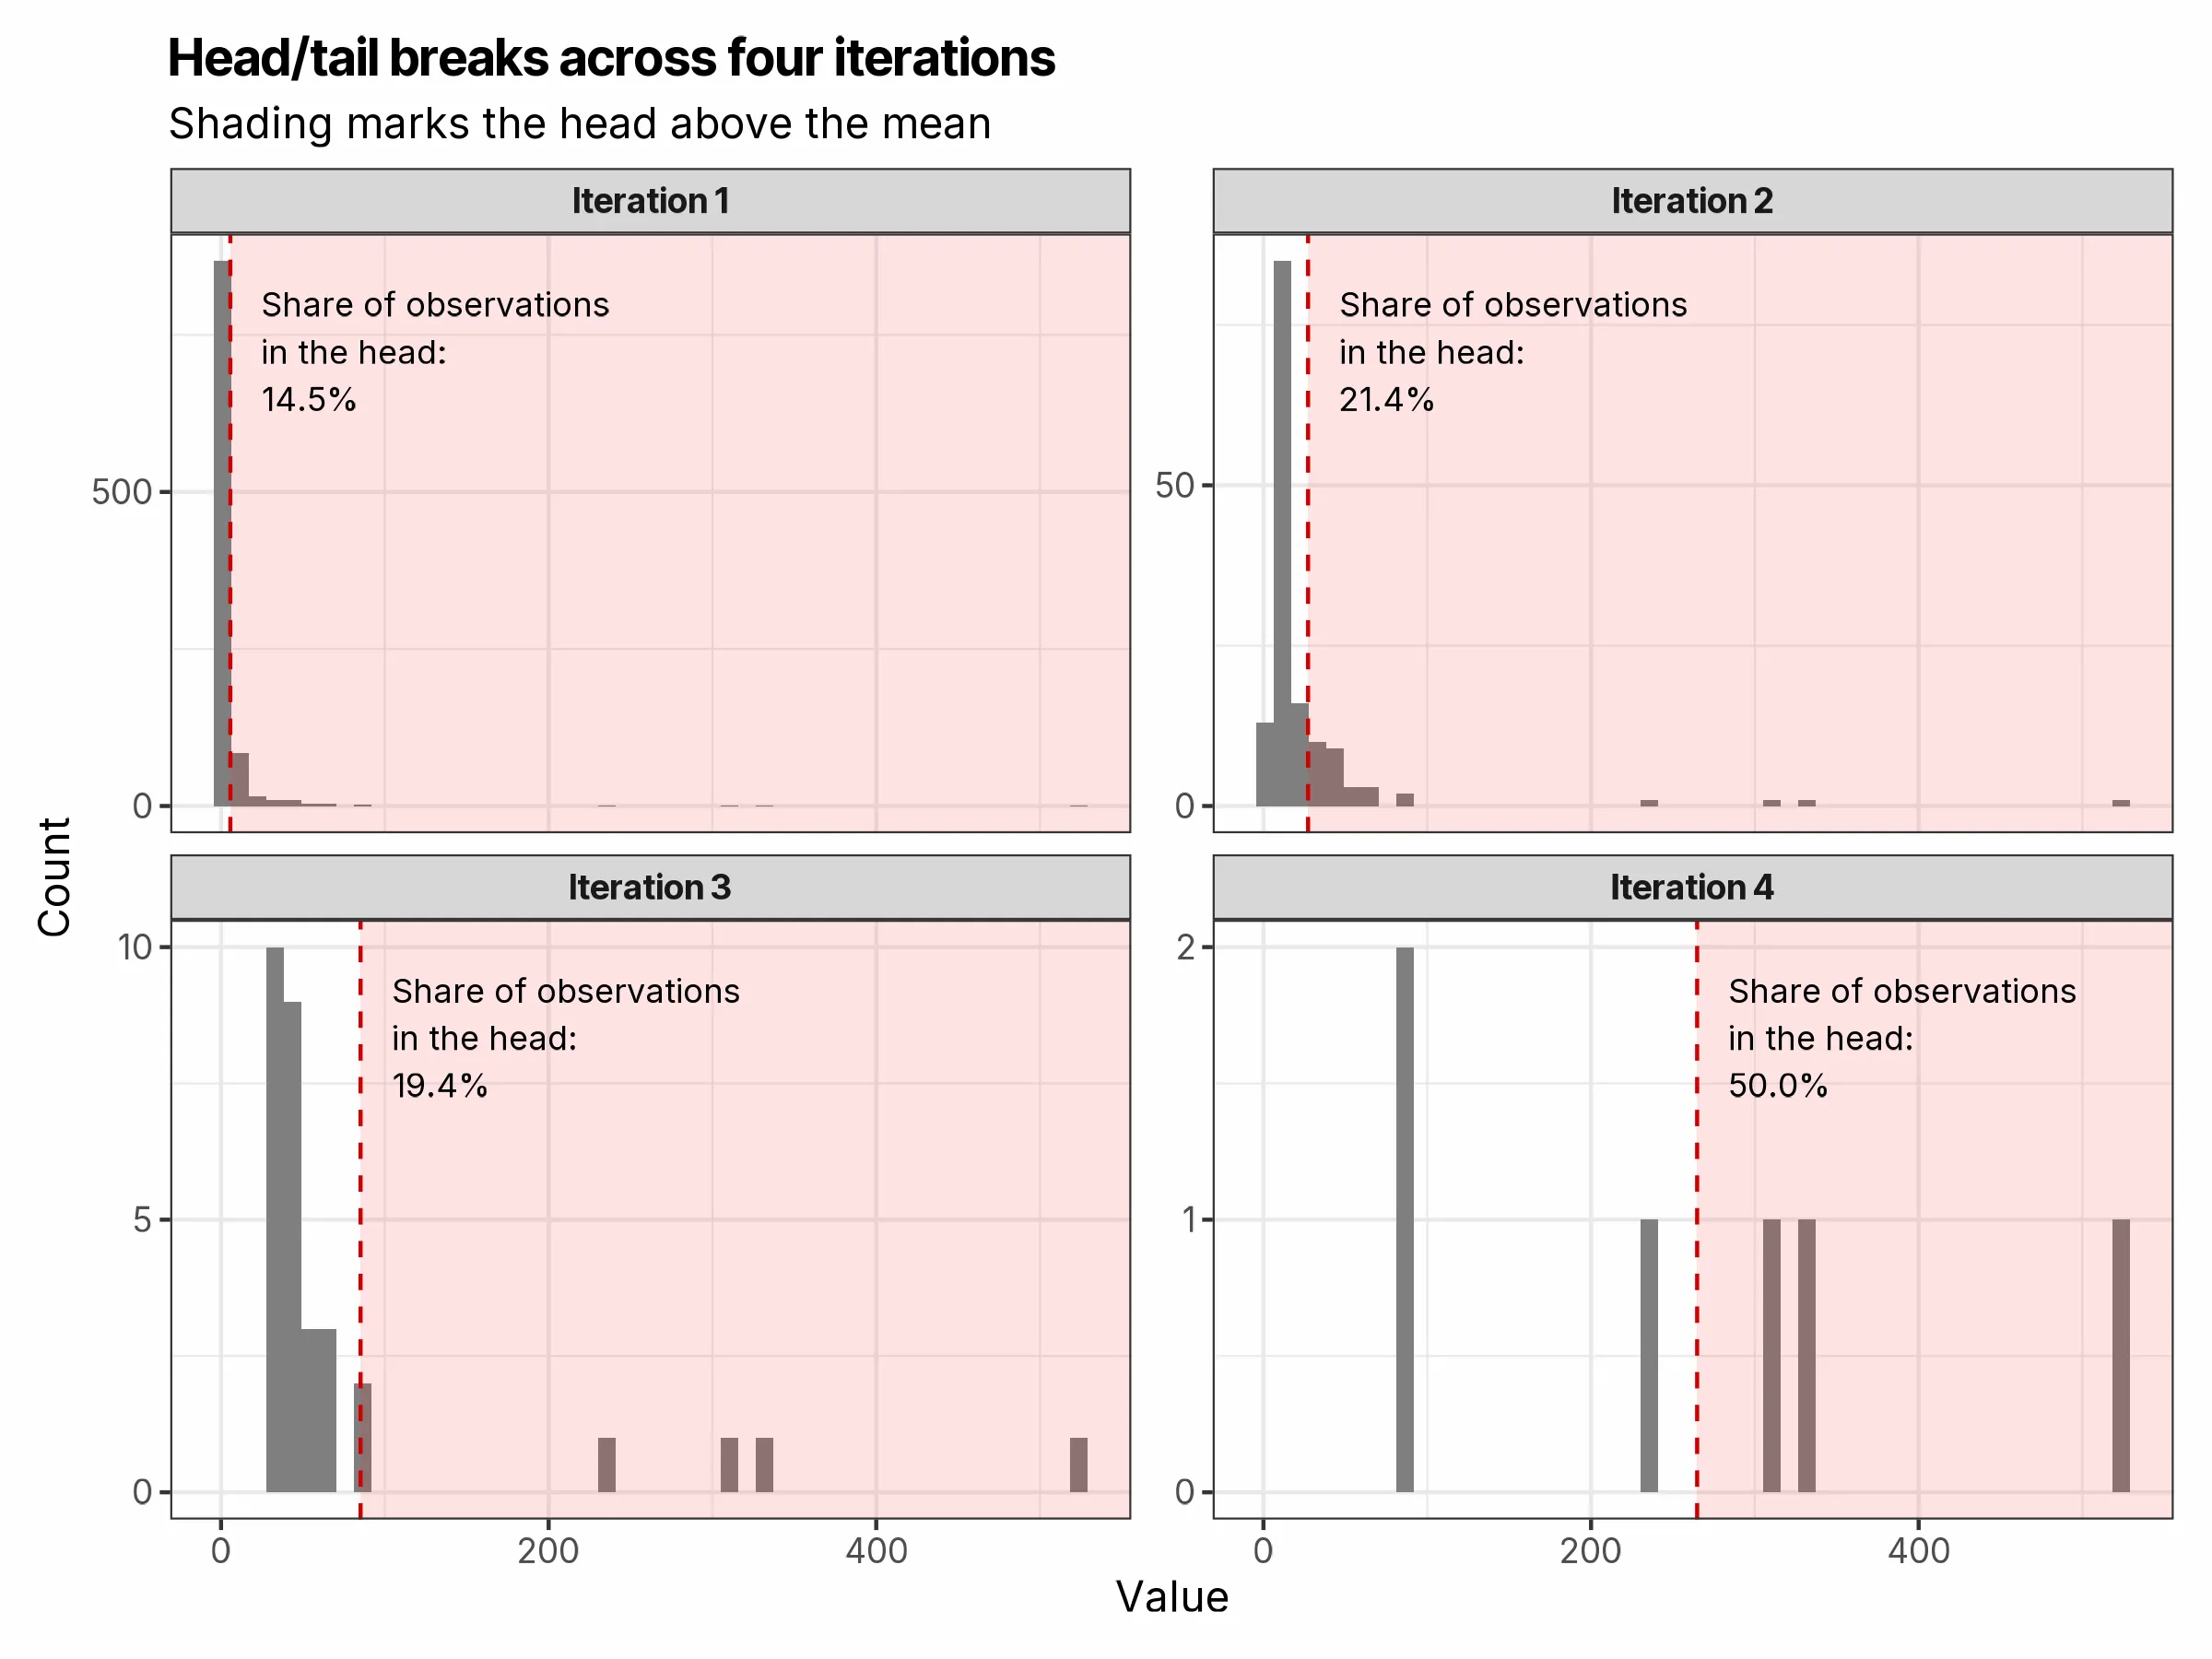 Head/tail breaks across four iterations
Shading marks the head above the mean
Iteration 1
Share of observations
in the head:
14.5%
500
0
Iteration 2
Share of observations
in the head:
21.4%
50
0
Count
Iteration 3
Share of observations
in the head:
19.4%
10
5
0
0 200 400
Iteration 4
Share of observations
in the head:
50.0%
2
1
0
0 200 400
Value